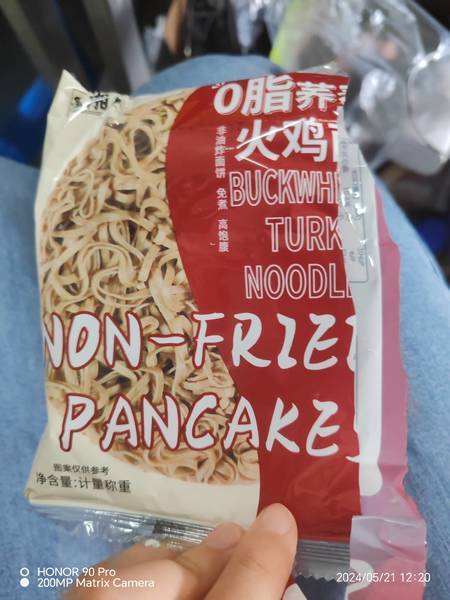 0脂荞
火鸡
非油炸面饼 免煮 高饱腹
BUCKWHE
TURK
NOODL
NON-FRIED
PANCAKE
图案仅供参考
净含量:计量称重
HONOR 90 Pro
200MP Matrix Camera
2024/05/21 12:20